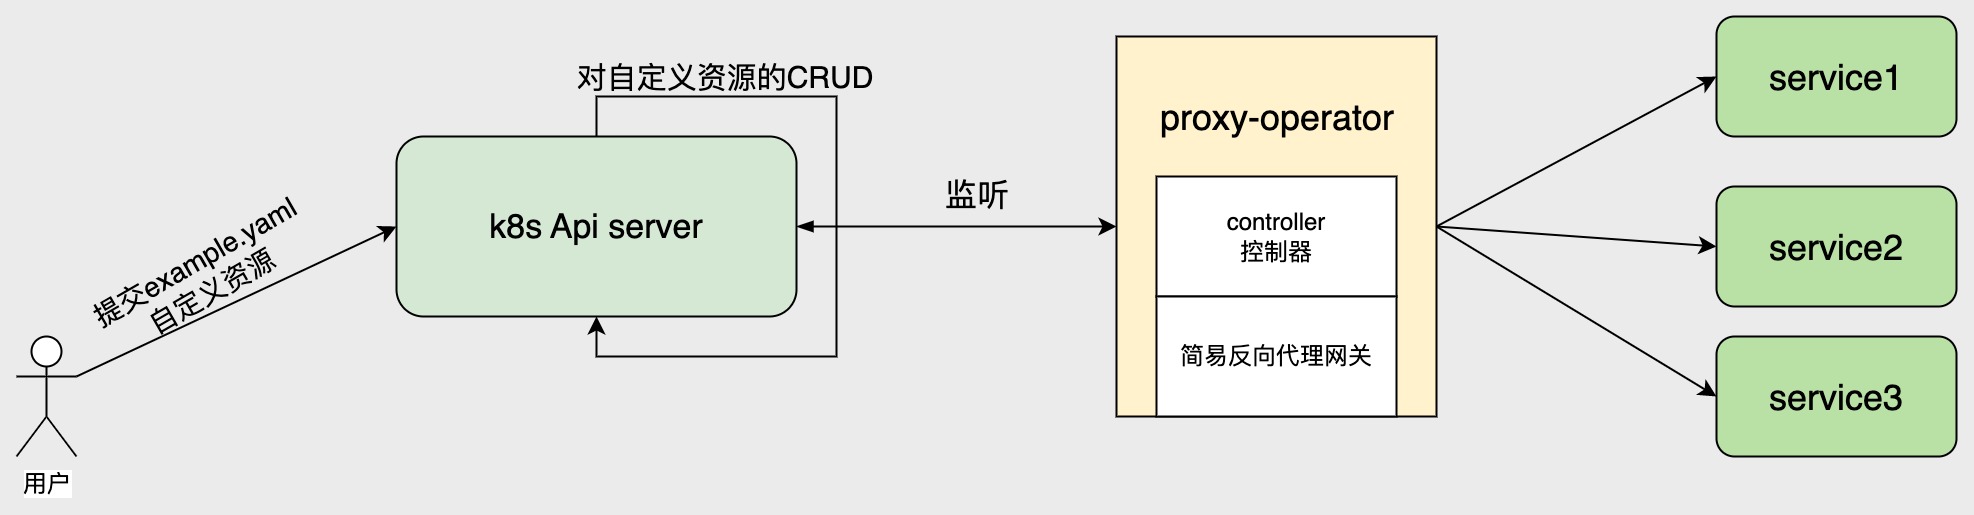 提交example.yaml
自定义资源
用户
对自定义资源的CRUD
k8s Api server
监听
proxy-operator
controller
控制器
简易反向代理网关
service1
service2
service3